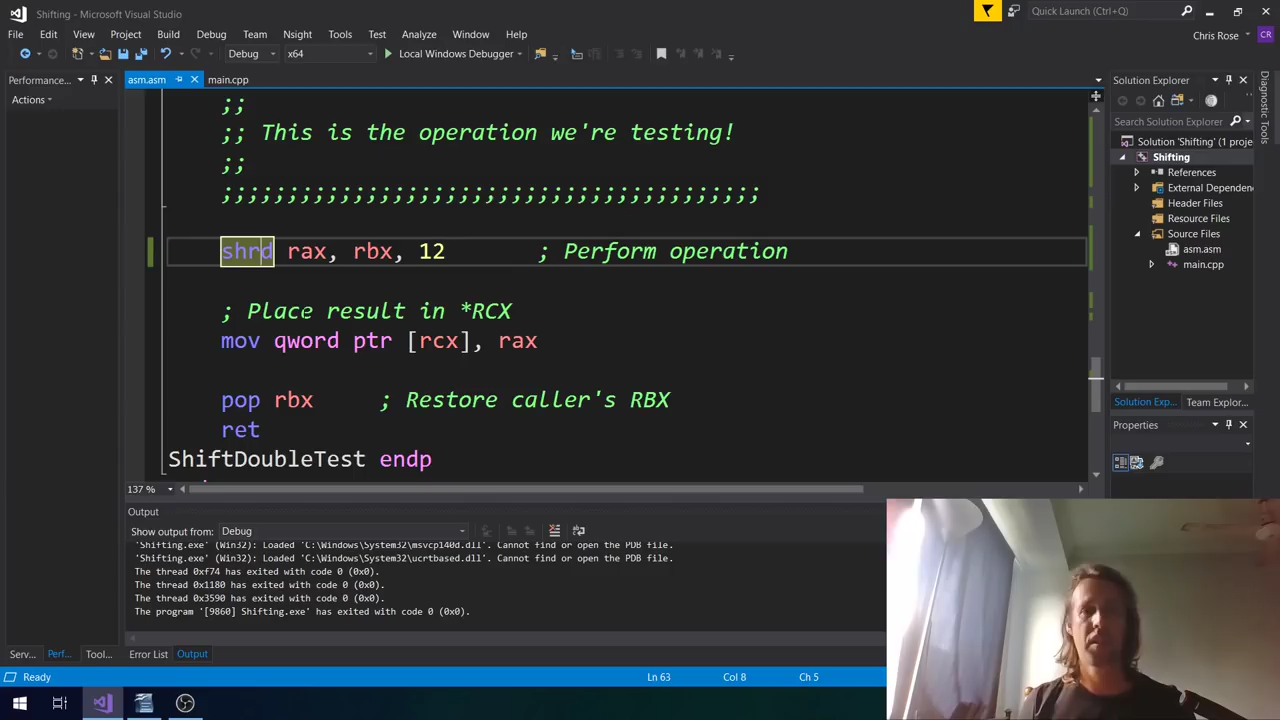 Shifting - Microsoft Visual Studio
Quick Launch (Ctrl+Q)
File Edit View Project Build Debug Team Nsight Tools Test Analyze Window Help
Chris Rose
CR
Debug x64 Local Windows Debugger
Performance...
asm.asm main.cpp
Solution Explorer
Actions
Search Solution Explorer
Diagnostic Tools
;;
;; This is the operation we're testing!
;;
;;;;;;;;;;;;;;;;;;;;;;;;;;;;;;;;;;;;;;;;;
shrd rax, rbx, 12 ; Perform operation
; Place result in *RCX
mov qword ptr [rcx], rax
pop rbx ; Restore caller's RBX
ret
ShiftDoubleTest endp
Solution 'Shifting' (1 proje
Shifting
References
External Dependenc
Header Files
Resource Files
Source Files
asm.asm
main.cpp
Solution Exp... Team Explor...
Properties
137 %
Output
Show output from: Debug
'Shifting.exe' (Win32): Loaded 'C:\Windows\System32\msvcp140d.dll'. Cannot find or open the PDB file.
'Shifting.exe' (Win32): Loaded 'C:\Windows\System32\ucrtbased.dll'. Cannot find or open the PDB file.
The thread 0xf74 has exited with code 0 (0x0).
The thread 0x1180 has exited with code 0 (0x0).
The thread 0x3590 has exited with code 0 (0x0).
The program '[9860] Shifting.exe' has exited with code 0 (0x0).
Serv... Perf... Tool... Error List Output
Ready Ln 63 Col 8 Ch 5